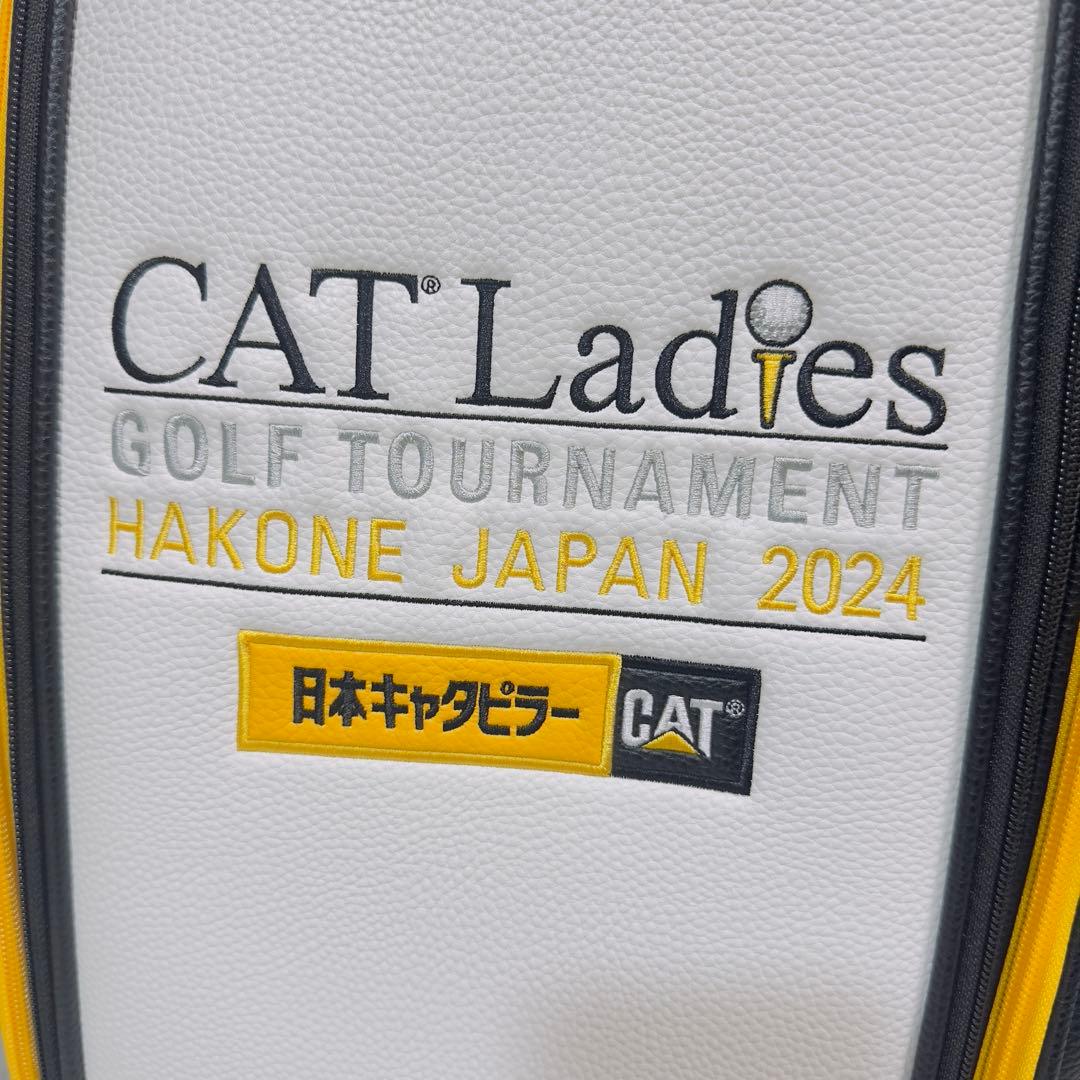 CAT® Ladies
GOLF TOURNAMENT
HAKONE JAPAN 2024
日本キャタピラー CAT®